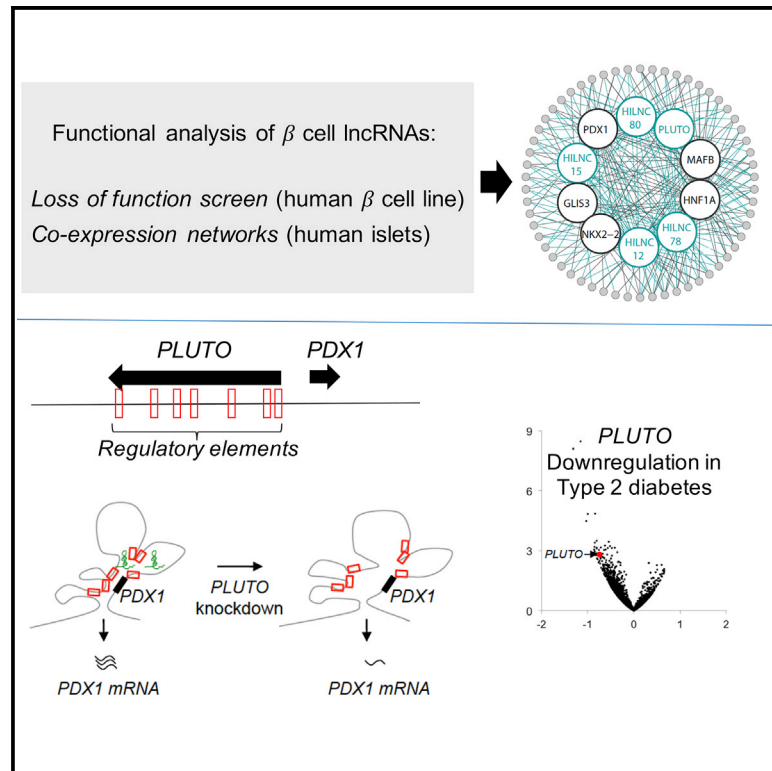 Functional analysis of β cell lncRNAs:
Loss of function screen (human β cell line)
Co-expression networks (human islets)
HILNC
80
PDX1
PLUTO
HILNC
15
MAFB
GLIS3
HNF1A
NKX2-2
HILNC
78
HILNC
12
PLUTO
PDX1
Regulatory elements
PDX1
PLUTO
knockdown
PDX1
PDX1 mRNA
PDX1 mRNA
PLUTO
Downregulation in
Type 2 diabetes
9
6
3
0
PLUTO
-2
-1
0
1
2